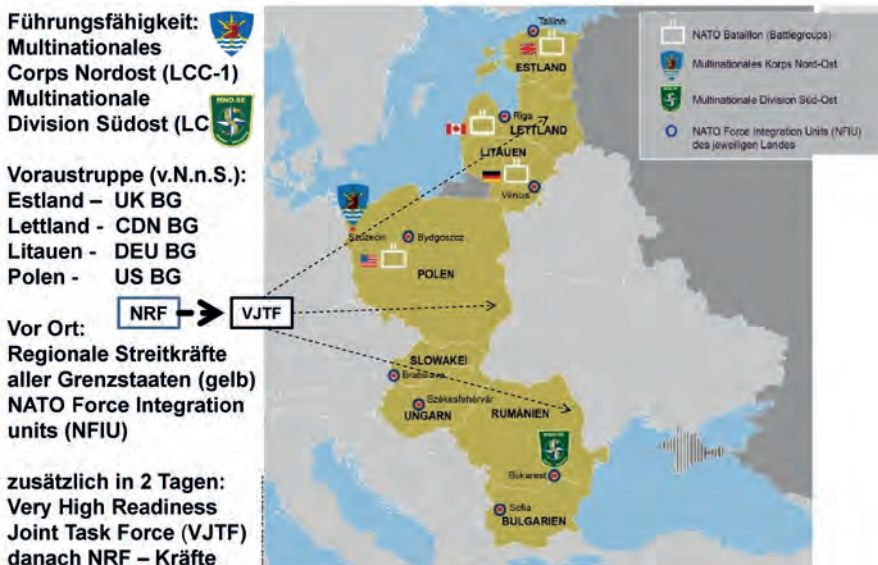 Führungsfähigkeit:
Multinationales
Corps Nordost (LCC-1)
Multinationale
Division Südost (LC
Voraustruppe (v.N.n.S.):
Estland – UK BG
Lettland - CDN BG
Litauen - DEU BG
Polen - US BG
NRF
VJTF
Vor Ort:
Regionale Streitkräfte
aller Grenzstaaten (gelb)
NATO Force Integration
units (NFIU)
zusätzlich in 2 Tagen:
Very High Readiness
Joint Task Force (VJTF)
danach NRF – Kräfte
Tallinn
ESTLAND
Riga
LETTLAND
LITAUEN
Vilnius
Szczecin
Bydgoszcz
POLEN
SLOWAKEI
Bratislava
Székesfehérvár
UNGARN
RUMÄNIEN
MND-SE
Bukarest
Sofia
BULGARIEN
NATO Bataillon (Battlegroups)
Multinationales Korps Nord-Ost
Multinationale Division Süd-Ost
NATO Force Integration Units (NFIU)
des jeweiligen Landes